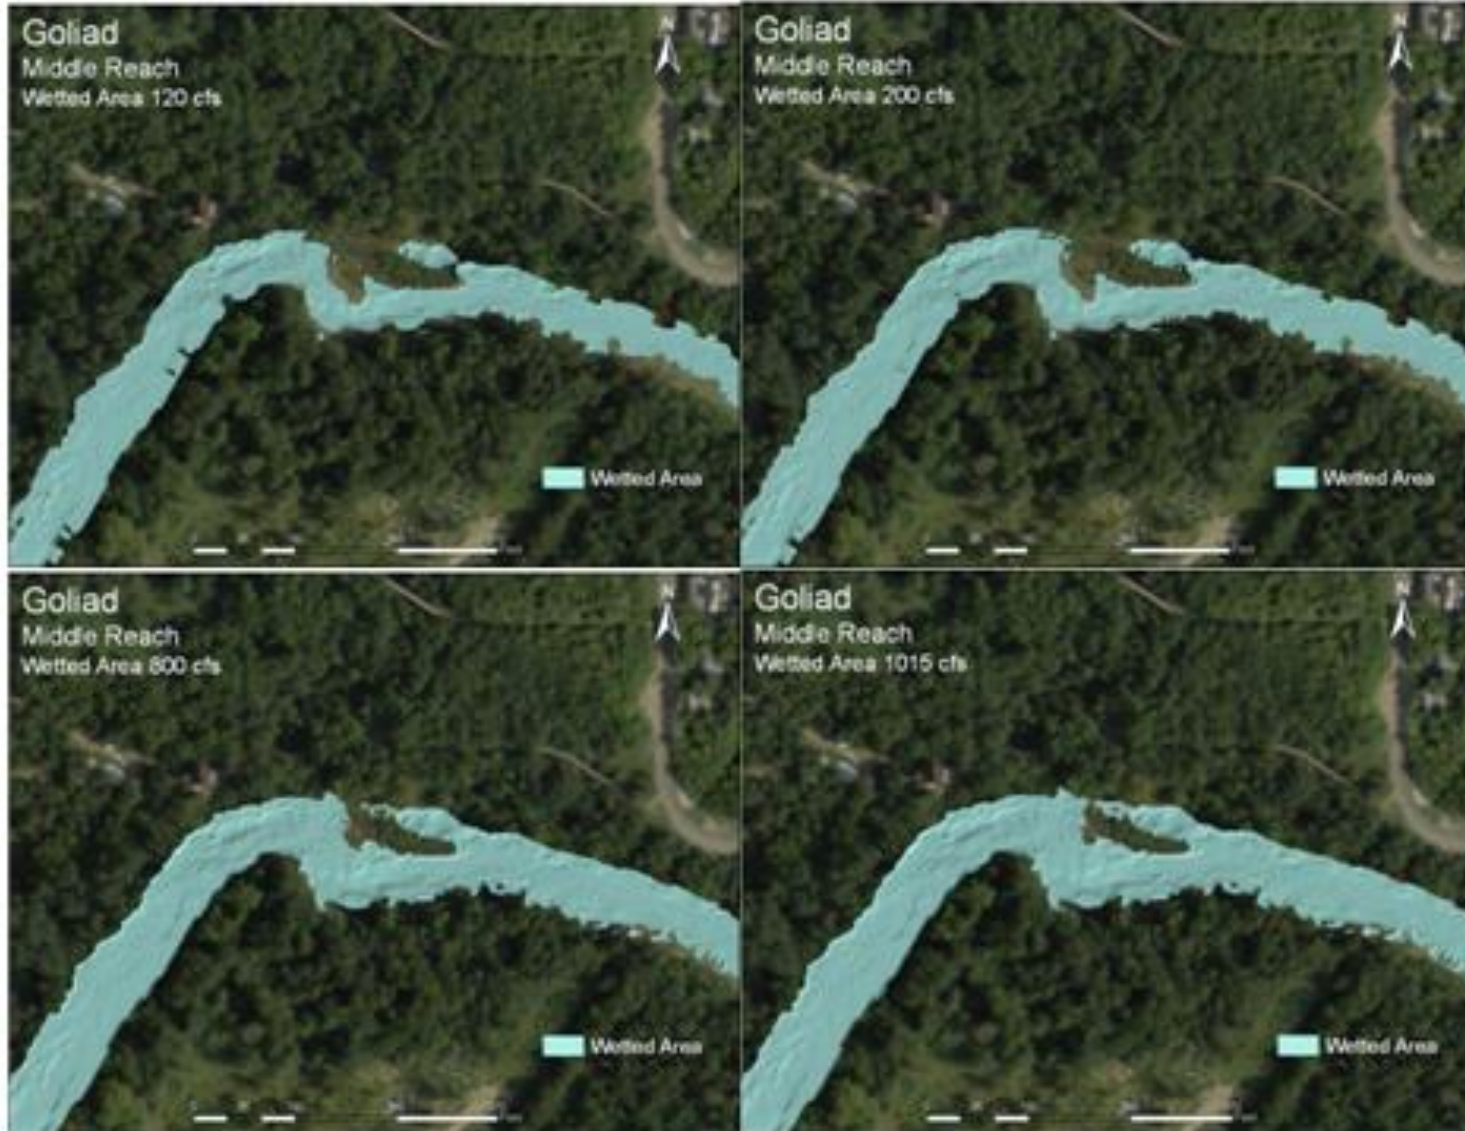 Goliad
Middle Reach
Wetted Area 120 cfs
N
Wetted Area
Goliad
Middle Reach
Wetted Area 200 cfs
N
Wetted Area
Goliad
Middle Reach
Wetted Area 800 cfs
N
Wetted Area
Goliad
Middle Reach
Wetted Area 1015 cfs
N
Wetted Area